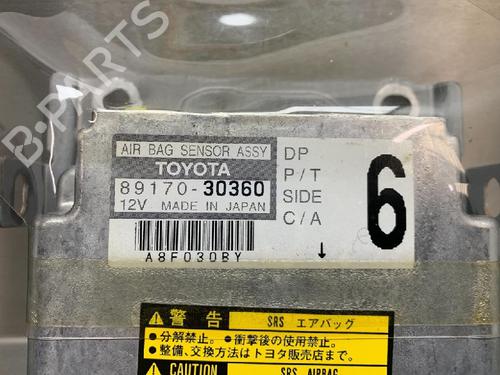 B-PARTS
AIR BAG SENSOR ASSY
TOYOTA
89170-30360
12V MADE IN JAPAN
A8F030BY
DP
P/T
SIDE
C/A
↓
6
警告 SRS エアバッグ
●分解禁止。 ●衝撃後の使用禁止。
●整備、交換方法はトヨタ販売店まで。
CAUTION SRS AIRBAG